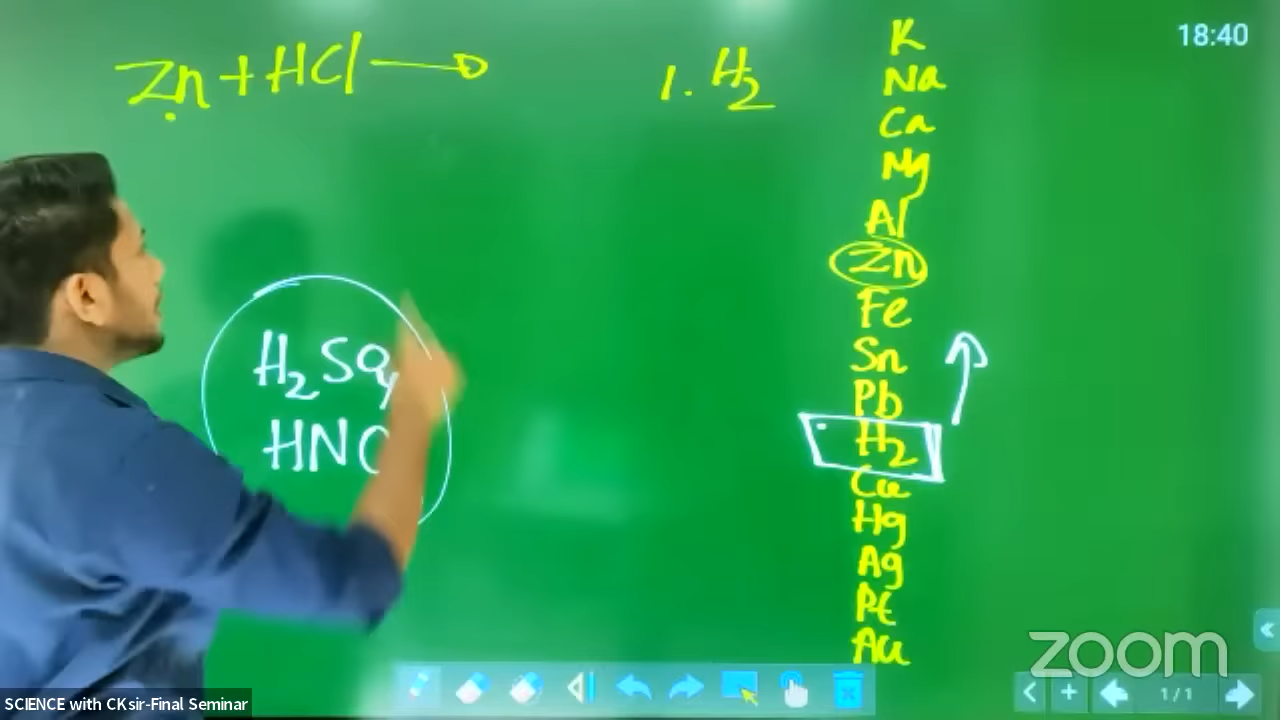 Zn + HCl →
1. H2
K
Na
Ca
Mg
Al
Zn
Fe
Sn
Pb
H2
Cu
Hg
Ag
Pt
Au
H2SO4
HNO
18:40
zoom
1/1
SCIENCE with CKsir-Final Seminar